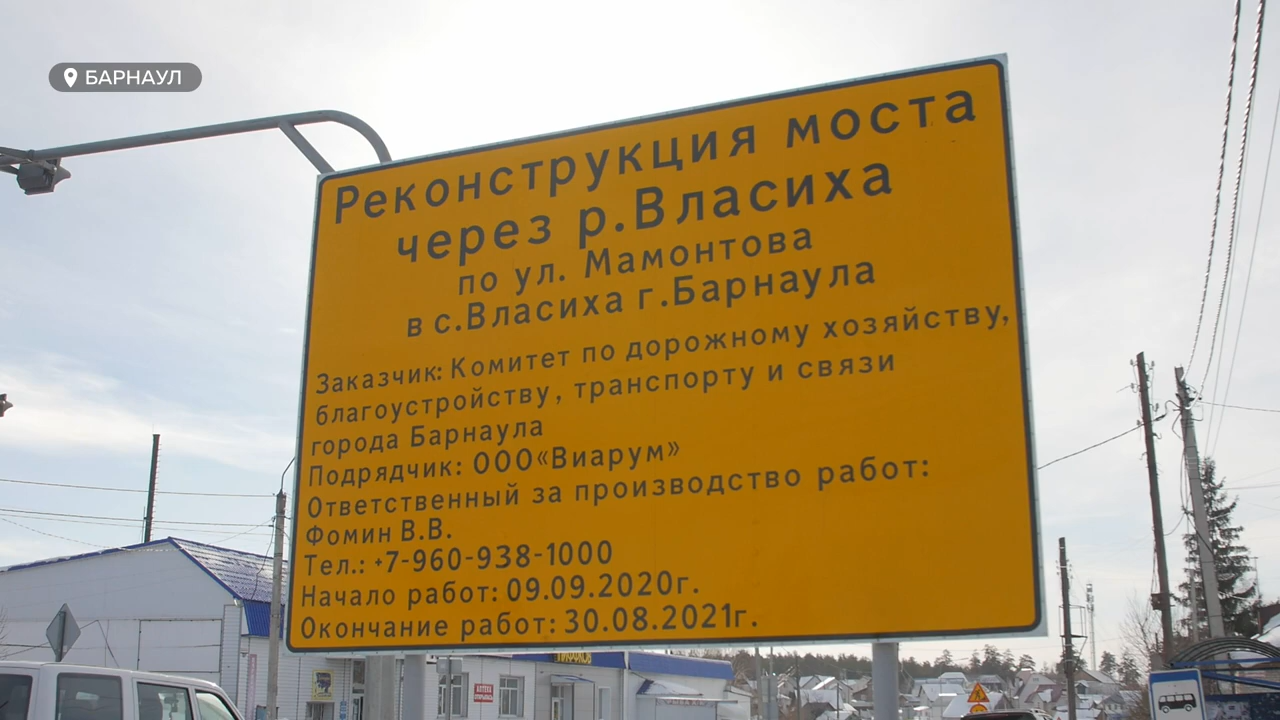 БАРНАУЛ
Реконструкция моста
через р.Власиха
по ул. Мамонтова
в с.Власиха г.Барнаула
Заказчик: Комитет по дорожному хозяйству,
благоустройству, транспорту и связи
города Барнаула
Подрядчик: ООО«Виарум»
Ответственный за производство работ:
Фомин В.В.
Тел.: +7-960-938-1000
Начало работ: 09.09.2020г.
Окончание работ: 30.08.2021г.
АПТЕКА